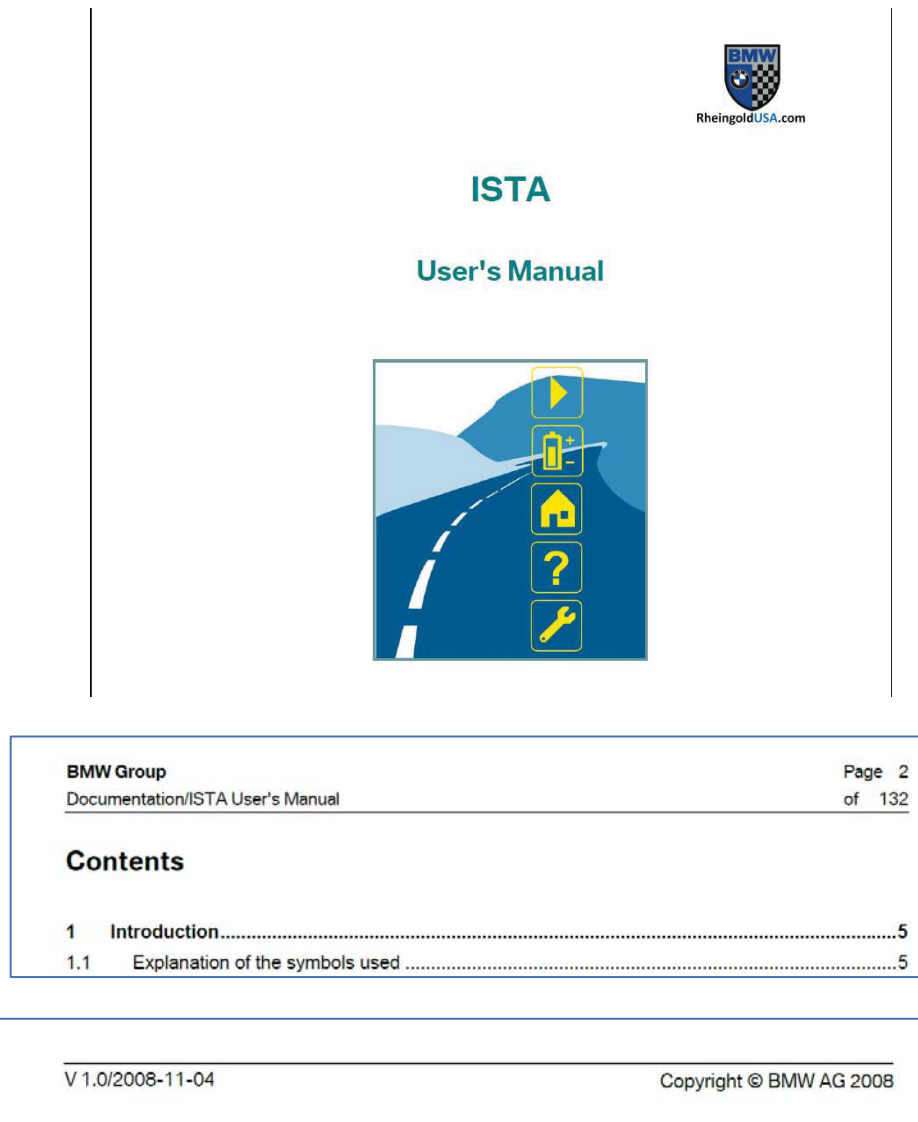 BMW
RheingoldUSA.com
ISTA
User's Manual
+
-
?
BMW Group
Page 2
Documentation/ISTA User's Manual
of 132
Contents
1 Introduction.....................................................................................................5
1.1 Explanation of the symbols used .....................................................................5
V 1.0/2008-11-04
Copyright © BMW AG 2008